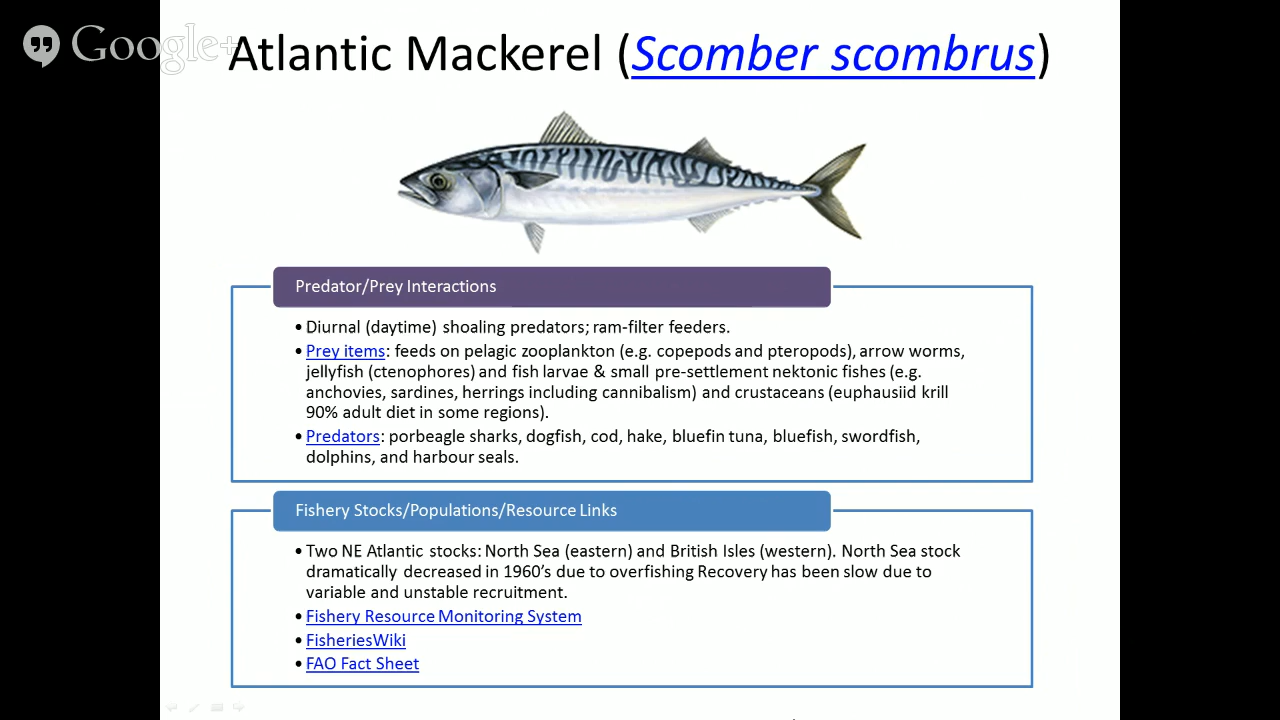 Google+
Atlantic Mackerel (Scomber scombrus)
Predator/Prey Interactions
• Diurnal (daytime) shoaling predators; ram-filter feeders.
• Prey items: feeds on pelagic zooplankton (e.g. copepods and pteropods), arrow worms,
jellyfish (ctenophores) and fish larvae & small pre-settlement nektonic fishes (e.g.
anchovies, sardines, herrings including cannibalism) and crustaceans (euphausiid krill
90% adult diet in some regions).
• Predators: porbeagle sharks, dogfish, cod, hake, bluefin tuna, bluefish, swordfish,
dolphins, and harbour seals.
Fishery Stocks/Populations/Resource Links
• Two NE Atlantic stocks: North Sea (eastern) and British Isles (western). North Sea stock
dramatically decreased in 1960's due to overfishing Recovery has been slow due to
variable and unstable recruitment.
• Fishery Resource Monitoring System
• FisheriesWiki
• FAO Fact Sheet